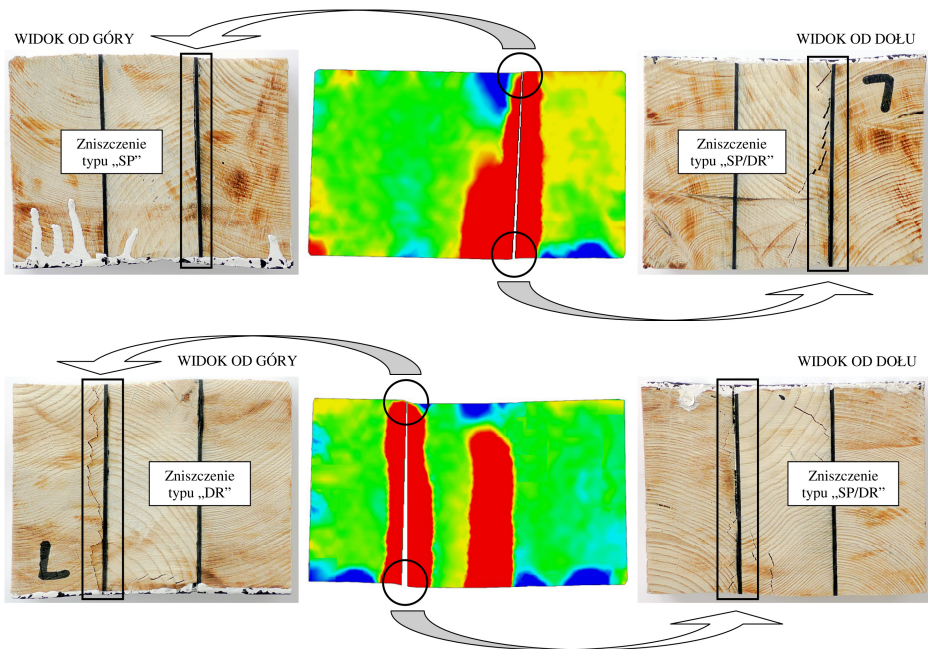 WIDOK OD GÓRY
WIDOK OD DOŁU
Zniszczenie
typu „SP”
Zniszczenie
typu „SP/DR”
WIDOK OD GÓRY
WIDOK OD DOŁU
Zniszczenie
typu „DR”
Zniszczenie
typu „SP/DR”
L